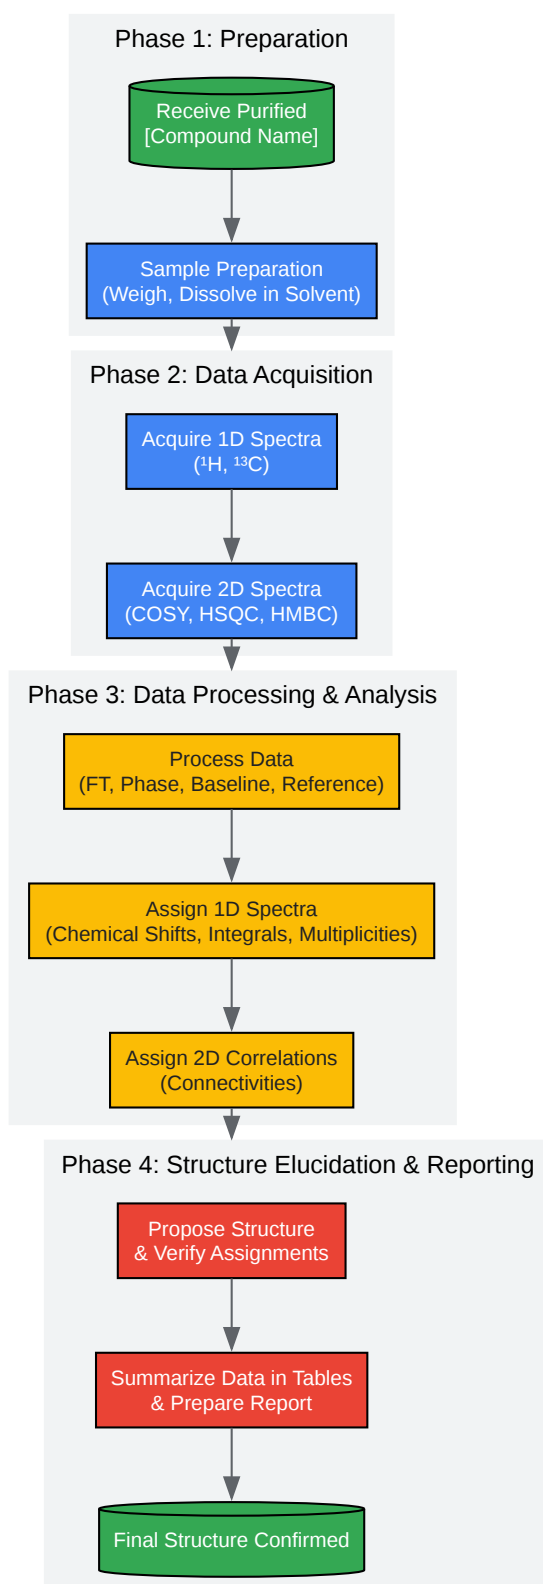 Phase 1: Preparation
Receive Purified
[Compound Name]
Sample Preparation
(Weigh, Dissolve in Solvent)
Phase 2: Data Acquisition
Acquire 1D Spectra
(¹H, ¹³C)
Acquire 2D Spectra
(COSY, HSQC, HMBC)
Phase 3: Data Processing & Analysis
Process Data
(FT, Phase, Baseline, Reference)
Assign 1D Spectra
(Chemical Shifts, Integrals, Multiplicities)
Assign 2D Correlations
(Connectivities)
Phase 4: Structure Elucidation & Reporting
Propose Structure
& Verify Assignments
Summarize Data in Tables
& Prepare Report
Final Structure Confirmed